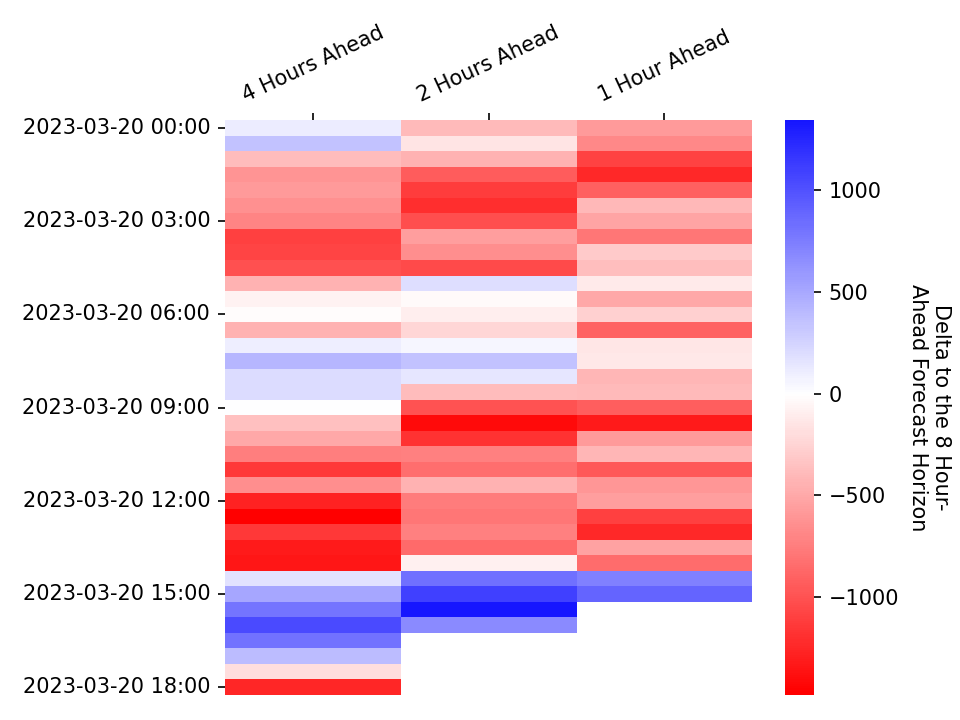 4 Hours Ahead
2 Hours Ahead
1 Hour Ahead
2023-03-20 00:00
2023-03-20 03:00
2023-03-20 06:00
2023-03-20 09:00
2023-03-20 12:00
2023-03-20 15:00
2023-03-20 18:00
1000
500
0
−500
−1000
Delta to the 8 Hour-
Ahead Forecast Horizon